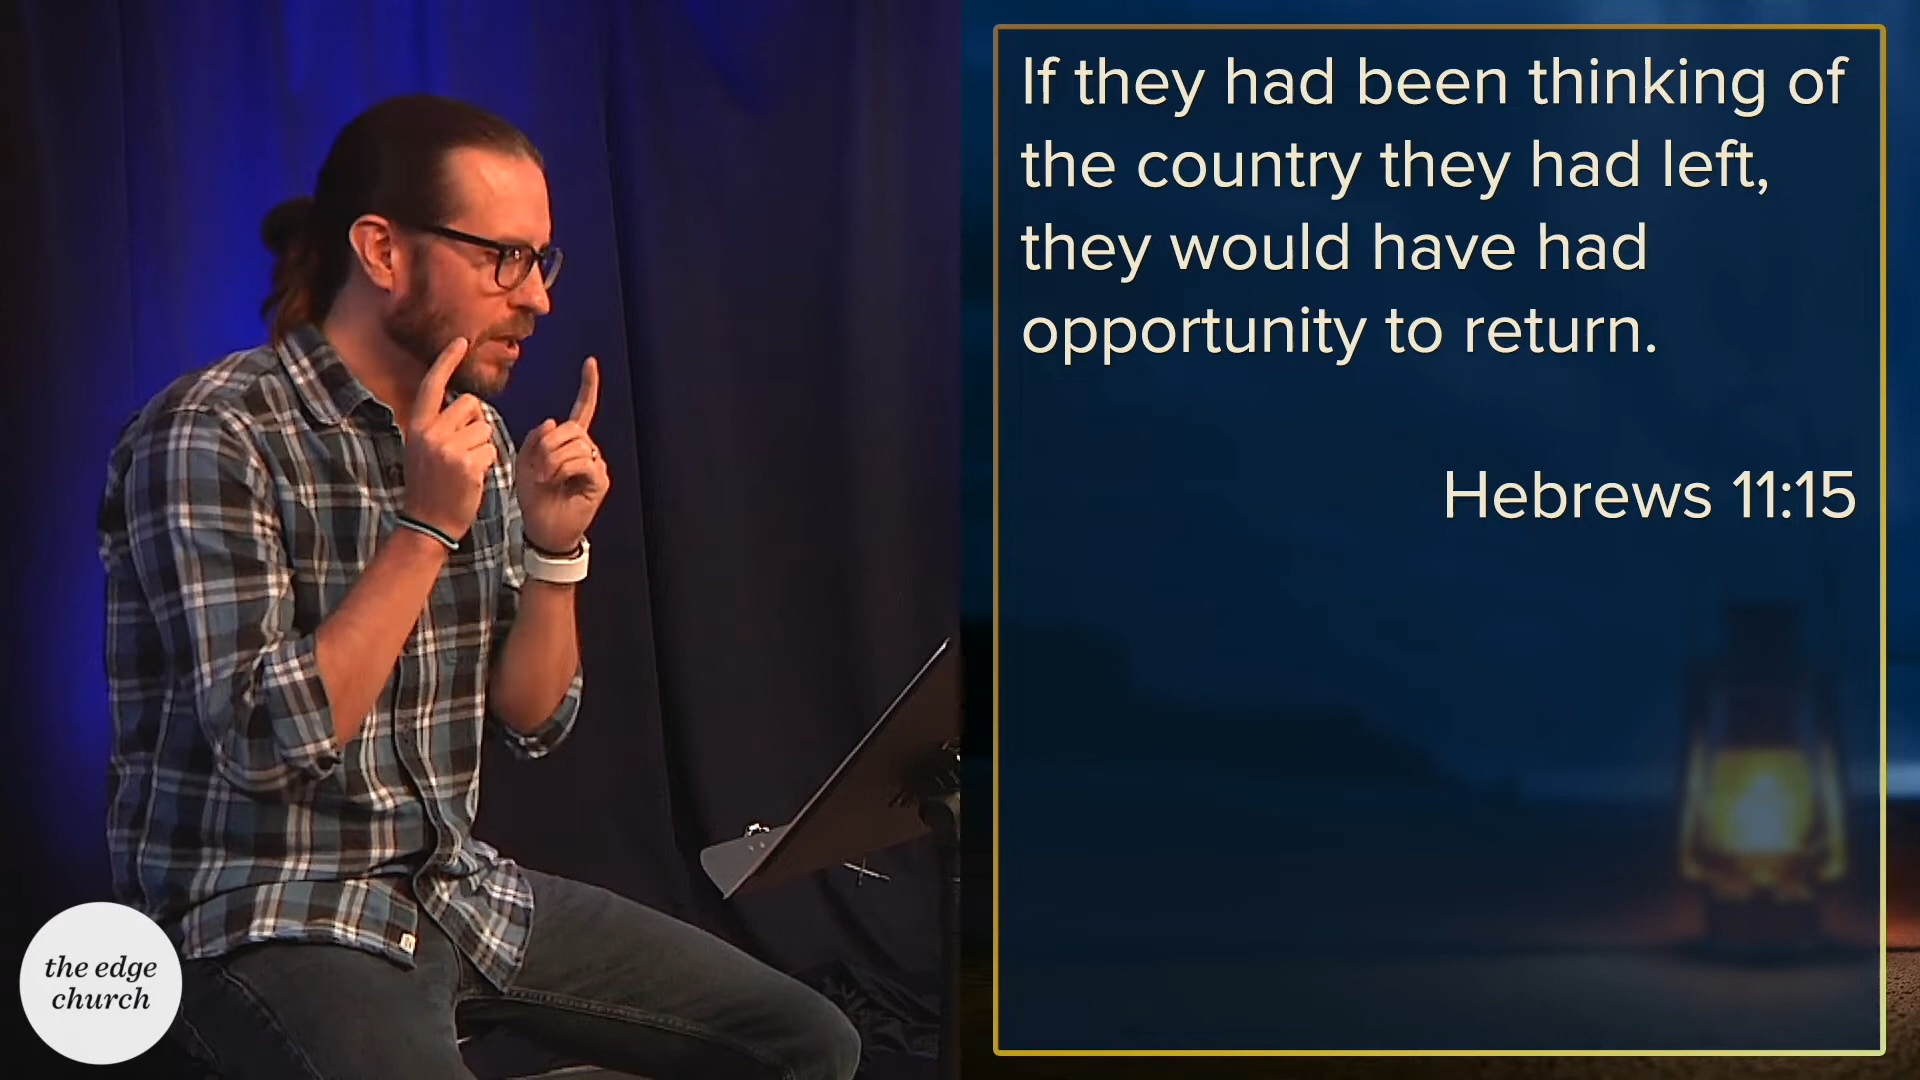 If they had been thinking of
the country they had left,
they would have had
opportunity to return.
Hebrews 11:15
the edge
church